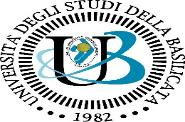 UNIVERSITÀ DEGLI STUDI DELLA BASILICATA
UB
• 1982 •